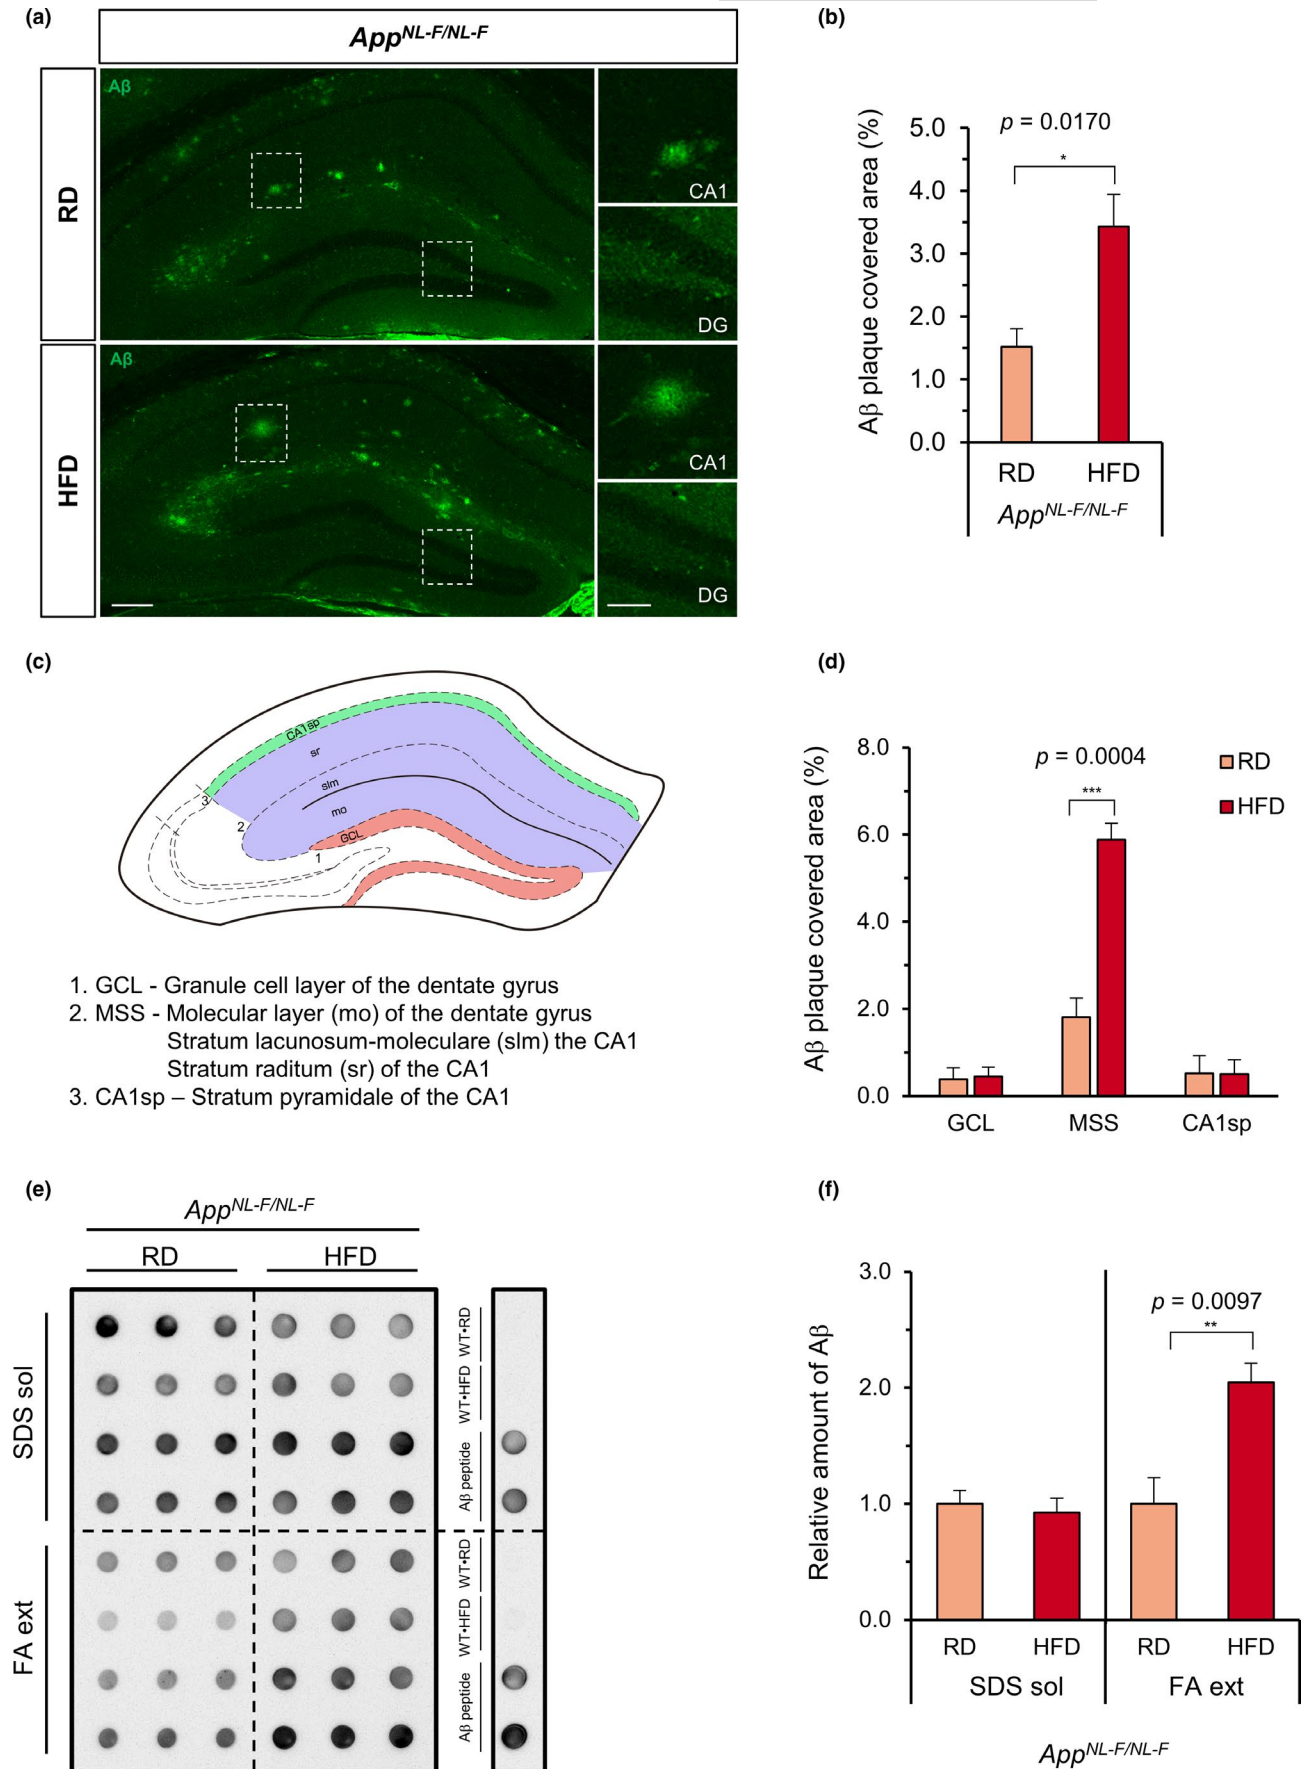 (a)
App^NL-F/NL-F
RD
Aβ
CA1
DG
HFD
Aβ
CA1
DG
(b)
p = 0.0170
*
Aβ plaque covered area (%)
5.0
4.0
3.0
2.0
1.0
0.0
RD HFD
App^NL-F/NL-F
(c)
CA1sp
sr
slm
mo
GCL
3
2
1
1. GCL - Granule cell layer of the dentate gyrus
2. MSS - Molecular layer (mo) of the dentate gyrus
Stratum lacunosum-moleculare (slm) the CA1
Stratum raditum (sr) of the CA1
3. CA1sp – Stratum pyramidale of the CA1
(d)
Aβ plaque covered area (%)
8.0
6.0
4.0
2.0
0.0
p = 0.0004
***
RD
HFD
GCL MSS CA1sp
(e)
App^NL-F/NL-F
RD HFD
SDS sol
FA ext
WT•RD
WT•HFD
Aβ peptide
WT•RD
WT•HFD
Aβ peptide
(f)
Relative amount of Aβ
3.0
2.0
1.0
0.0
p = 0.0097
**
RD HFD RD HFD
SDS sol FA ext
App^NL-F/NL-F